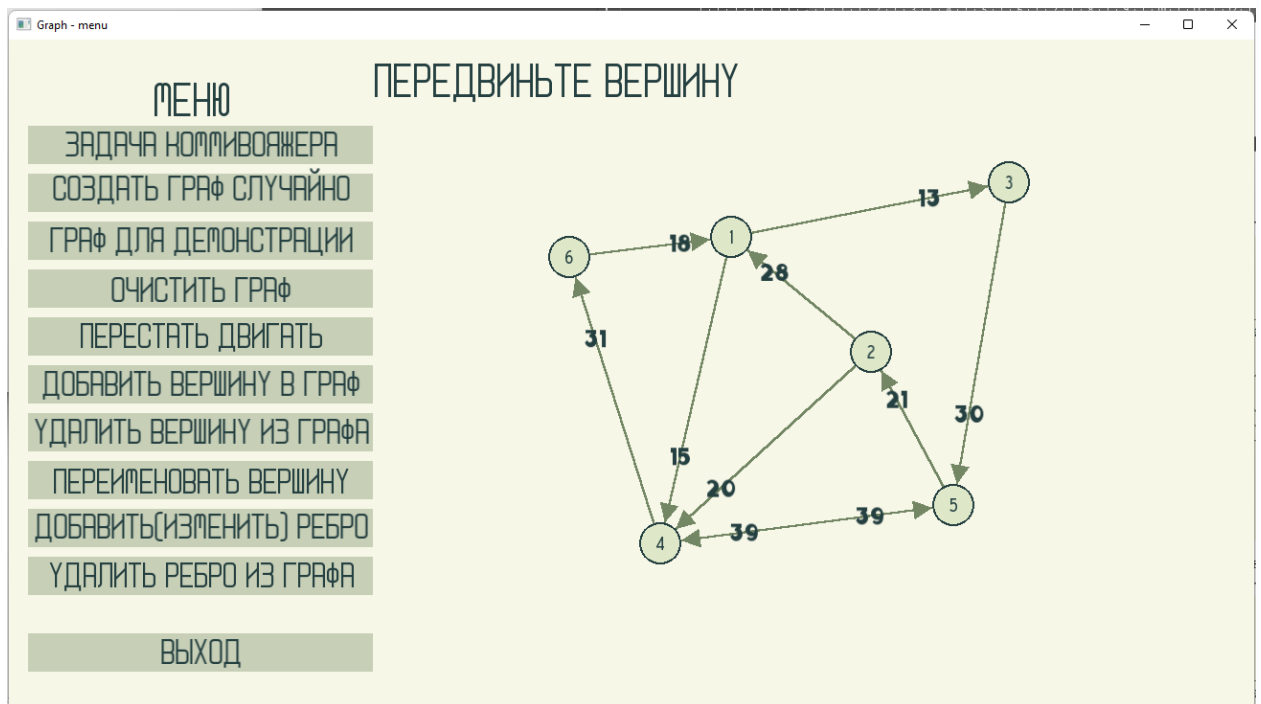 Graph - menu
ПЕРЕДВИНЬТЕ ВЕРШИНУ
МЕНЮ
ЗАДАЧА КОММИВОЯЖЕРА
СОЗДАТЬ ГРАФ СЛУЧАЙНО
ГРАФ ДЛЯ ДЕМОНСТРАЦИИ
ОЧИСТИТЬ ГРАФ
ПЕРЕСТАТЬ ДВИГАТЬ
ДОБАВИТЬ ВЕРШИНУ В ГРАФ
УДАЛИТЬ ВЕРШИНУ ИЗ ГРАФА
ПЕРЕИМЕНОВАТЬ ВЕРШИНУ
ДОБАВИТЬ(ИЗМЕНИТЬ) РЕБРО
УДАЛИТЬ РЕБРО ИЗ ГРАФА
ВЫХОД
3
13
6
18
1
28
31
2
21
30
15
20
5
39
39
4